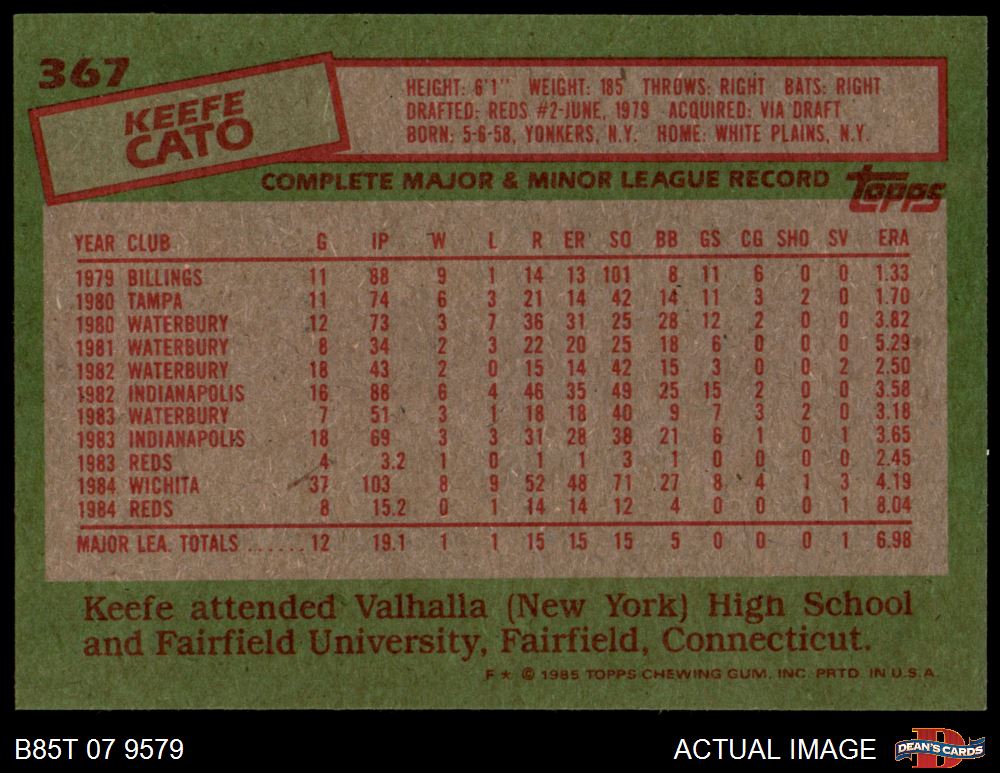 367
KEEFE
CATO
HEIGHT: 6'1" WEIGHT: 185 THROWS: RIGHT BATS: RIGHT
DRAFTED: REDS #2-JUNE, 1979 ACQUIRED: VIA DRAFT
BORN: 5-6-58, YONKERS, N.Y. HOME: WHITE PLAINS, N.Y.
COMPLETE MAJOR & MINOR LEAGUE RECORD topps
YEAR CLUB G IP W L R ER SO BB GS CG SHO SV ERA
1979 BILLINGS 11 88 9 1 14 13 101 8 11 6 0 0 1.33
1980 TAMPA 11 74 6 3 21 14 42 14 11 3 2 0 1.70
1980 WATERBURY 12 73 3 7 36 31 25 28 12 2 0 0 3.82
1981 WATERBURY 8 34 2 3 22 20 25 18 6 0 0 0 5.29
1982 WATERBURY 18 43 2 0 15 14 42 15 3 0 0 2 2.50
1982 INDIANAPOLIS 16 88 6 4 46 35 49 25 15 2 0 0 3.58
1983 WATERBURY 7 51 3 1 18 18 40 9 7 3 2 0 3.18
1983 INDIANAPOLIS 18 69 3 3 31 28 38 21 6 1 0 1 3.65
1983 REDS 4 3.2 1 0 1 1 3 1 0 0 0 0 2.45
1984 WICHITA 37 103 8 9 52 48 71 27 8 4 1 3 4.19
1984 REDS 8 15.2 0 1 14 14 12 4 0 0 0 1 8.04
MAJOR LEA. TOTALS ...... 12 19.1 1 1 15 15 15 5 0 0 0 1 6.98
Keefe attended Valhalla (New York) High School
and Fairfield University, Fairfield, Connecticut.
F * © 1985 TOPPS CHEWING GUM, INC. PRTD. IN U.S.A.
B85T 07 9579 ACTUAL IMAGE D DEAN'S CARDS